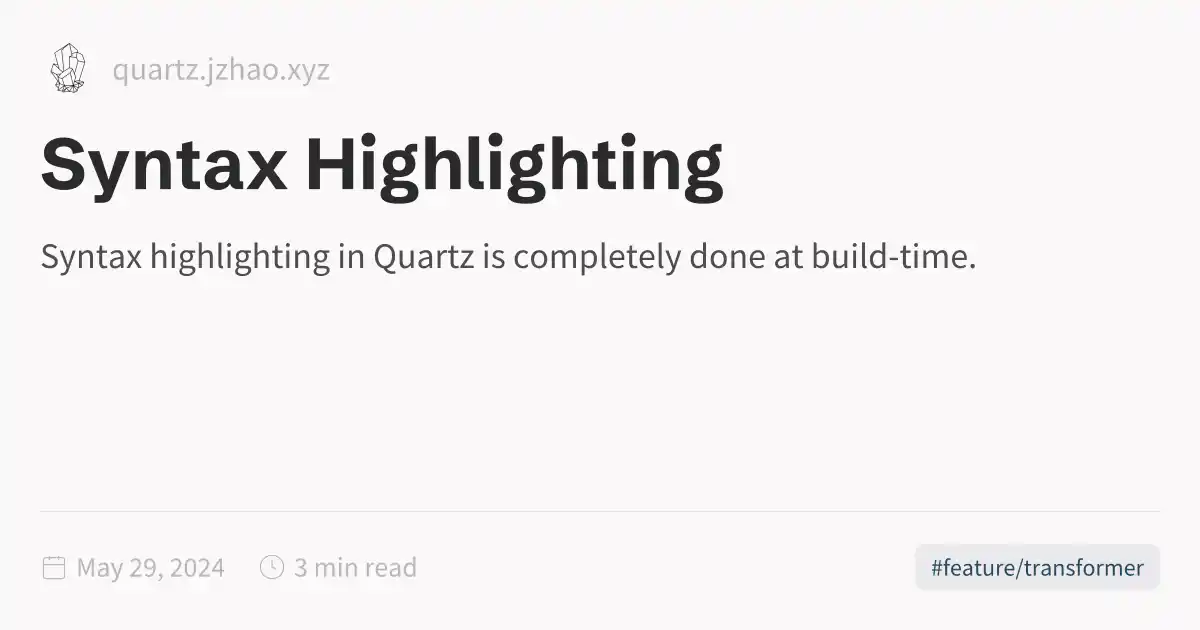 quartz.jzhao.xyz
Syntax Highlighting
Syntax highlighting in Quartz is completely done at build-time.
May 29, 2024 3 min read #feature/transformer